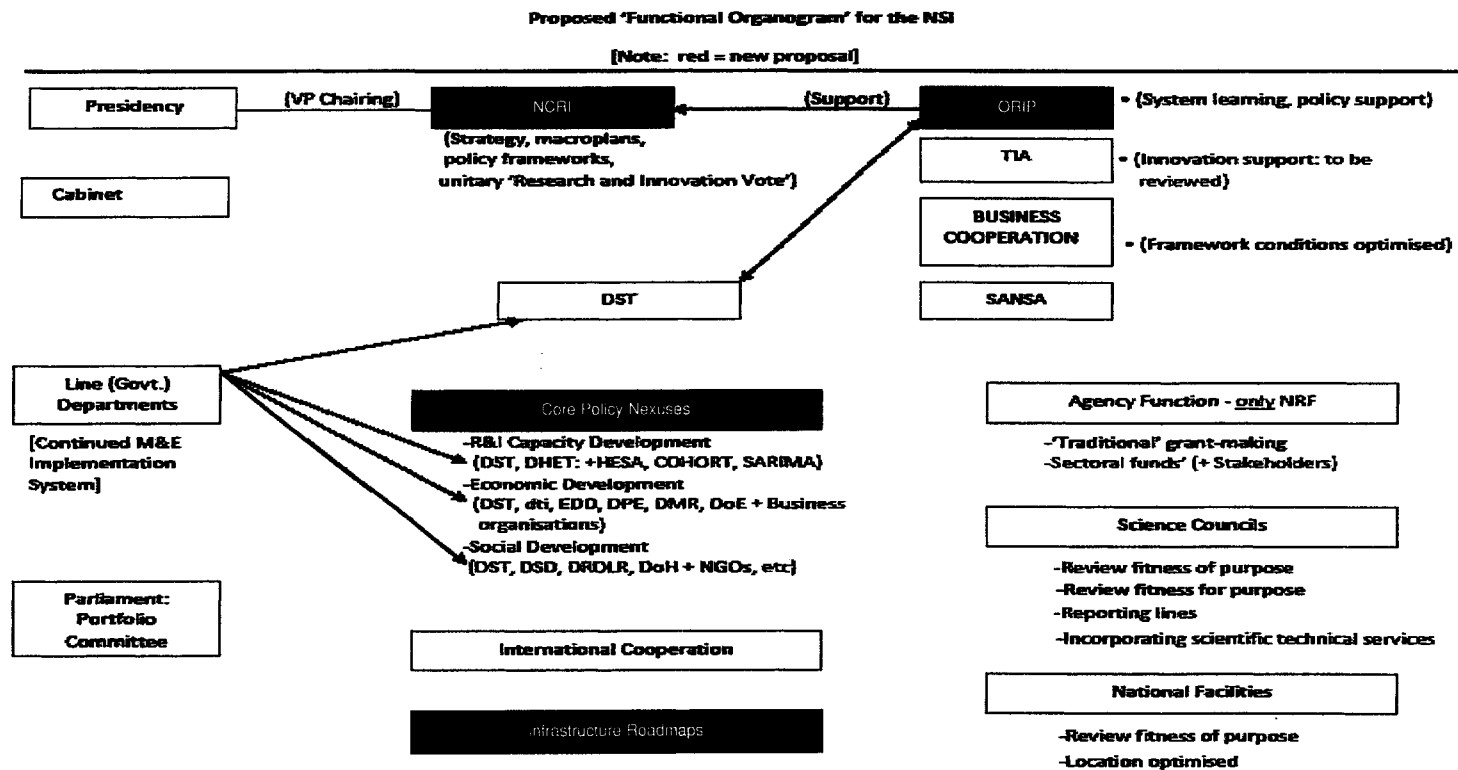 Proposed 'Functional Organogram' for the NSI
[Note: red = new proposal]
Presidency
{VP Chairing}
NCRI
{Support}
ORIP
• {System learning, policy support}
{Strategy, macroplans,
policy frameworks,
unitary 'Research and Innovation Vote'}
TIA
• {Innovation support: to be
reviewed}
Cabinet
BUSINESS
COOPERATION
• {Framework conditions optimised}
DST
SANSA
Line {Govt.}
Departments
[Continued M&E
Implementation
System]
Core Policy Nexuses
-R&I Capacity Development
{DST, DHET: +HESA, COHORT, SARIMA}
-Economic Development
{DST, dti, EDD, DPE, DMR, DoE + Business
organisations}
-Social Development
{DST, DSD, DRDLR, DoH + NGOs, etc}
Agency Function - only NRF
-'Traditional' grant-making
-Sectoral funds' {+ Stakeholders}
Science Councils
-Review fitness of purpose
-Review fitness for purpose
-Reporting lines
-Incorporating scientific technical services
Parliament:
Portfolio
Committee
International Cooperation
Infrastructure Roadmaps
National Facilities
-Review fitness of purpose
-Location optimised